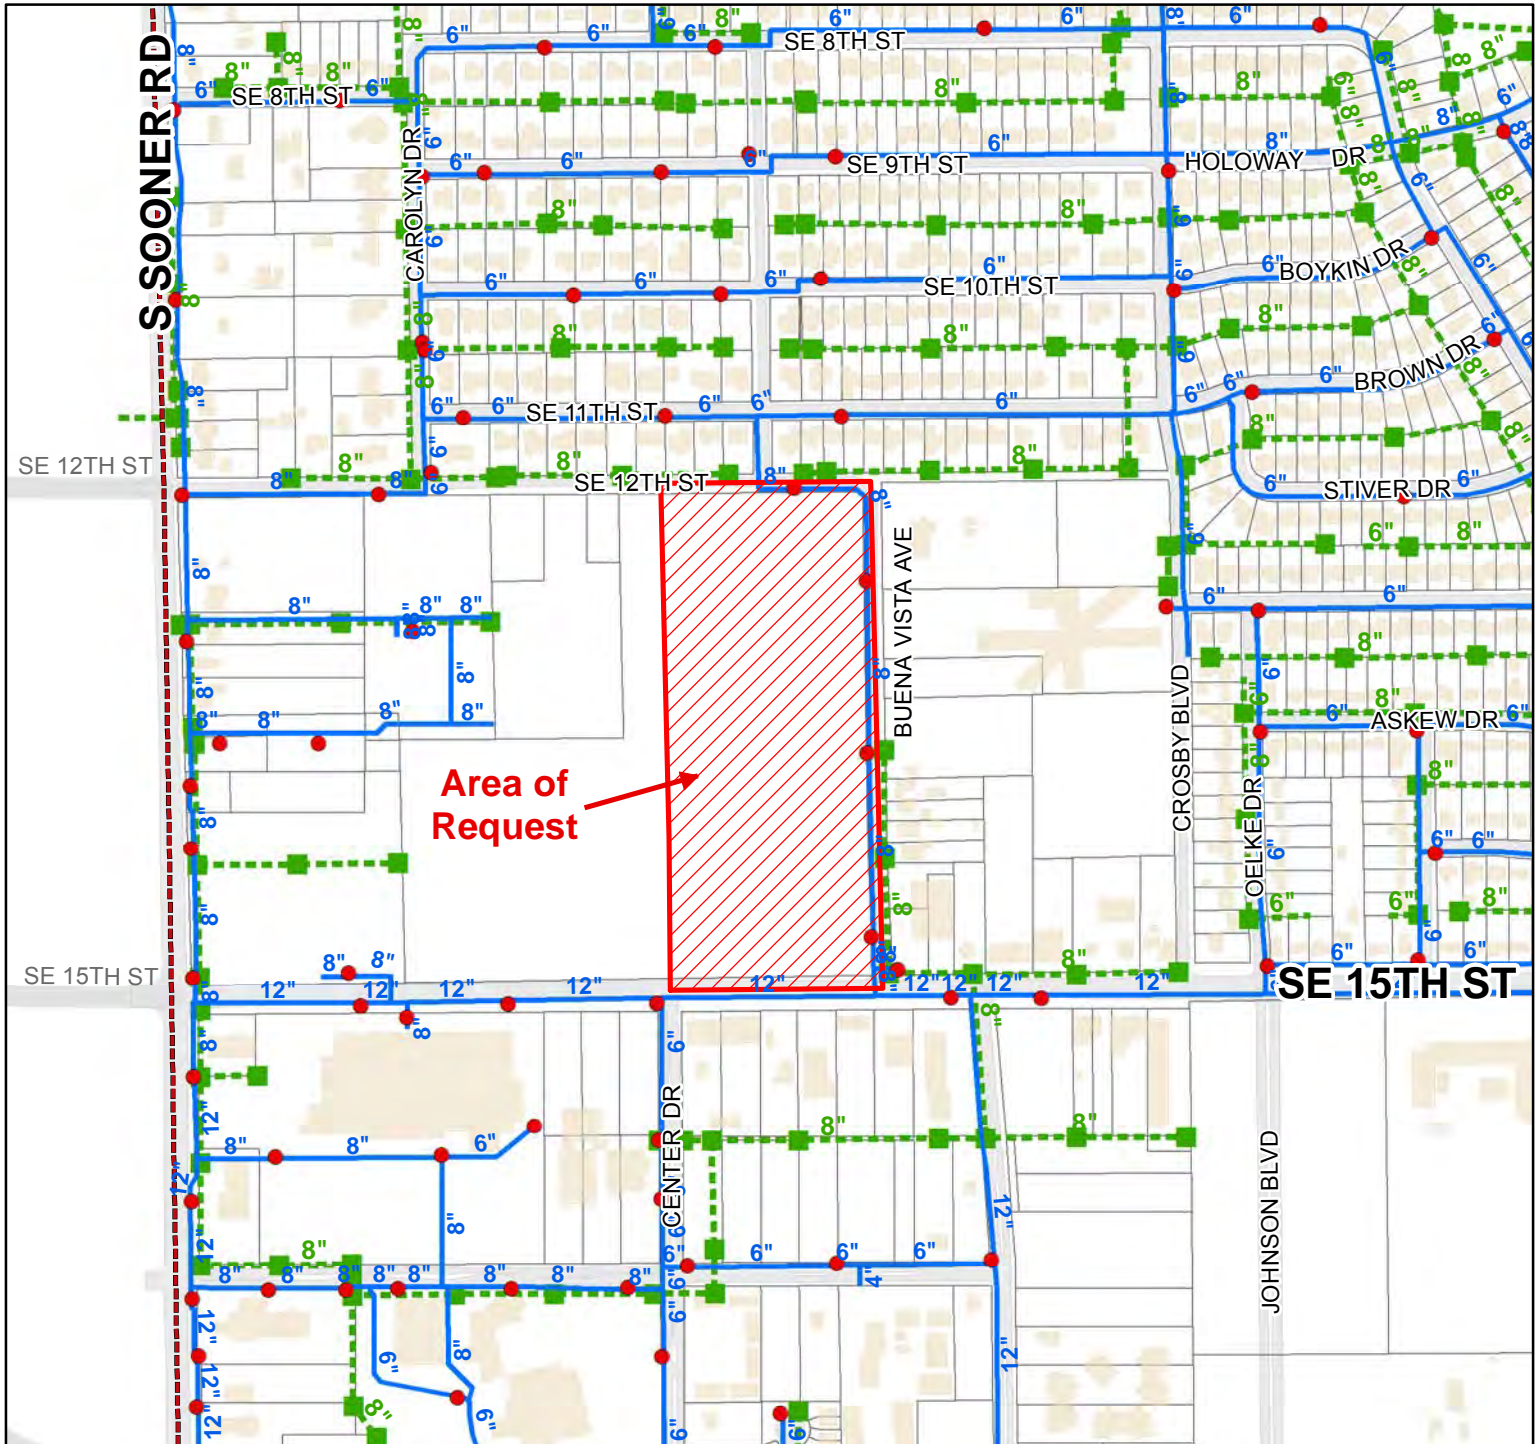 S SOONER RD
SE 8TH ST
SE 8TH ST
CAROLYN DR
SE 9TH ST
HOLOWAY DR
SE 10TH ST
BOYKIN DR
BROWN DR
SE 11TH ST
SE 12TH ST
SE 12TH ST
STIVER DR
BUENA VISTA AVE
CROSBY BLVD
ASKEW DR
OELKE DR
Area of
Request
SE 15TH ST
SE 15TH ST
CENTER DR
JOHNSON BLVD
6"
8"
12"
4"